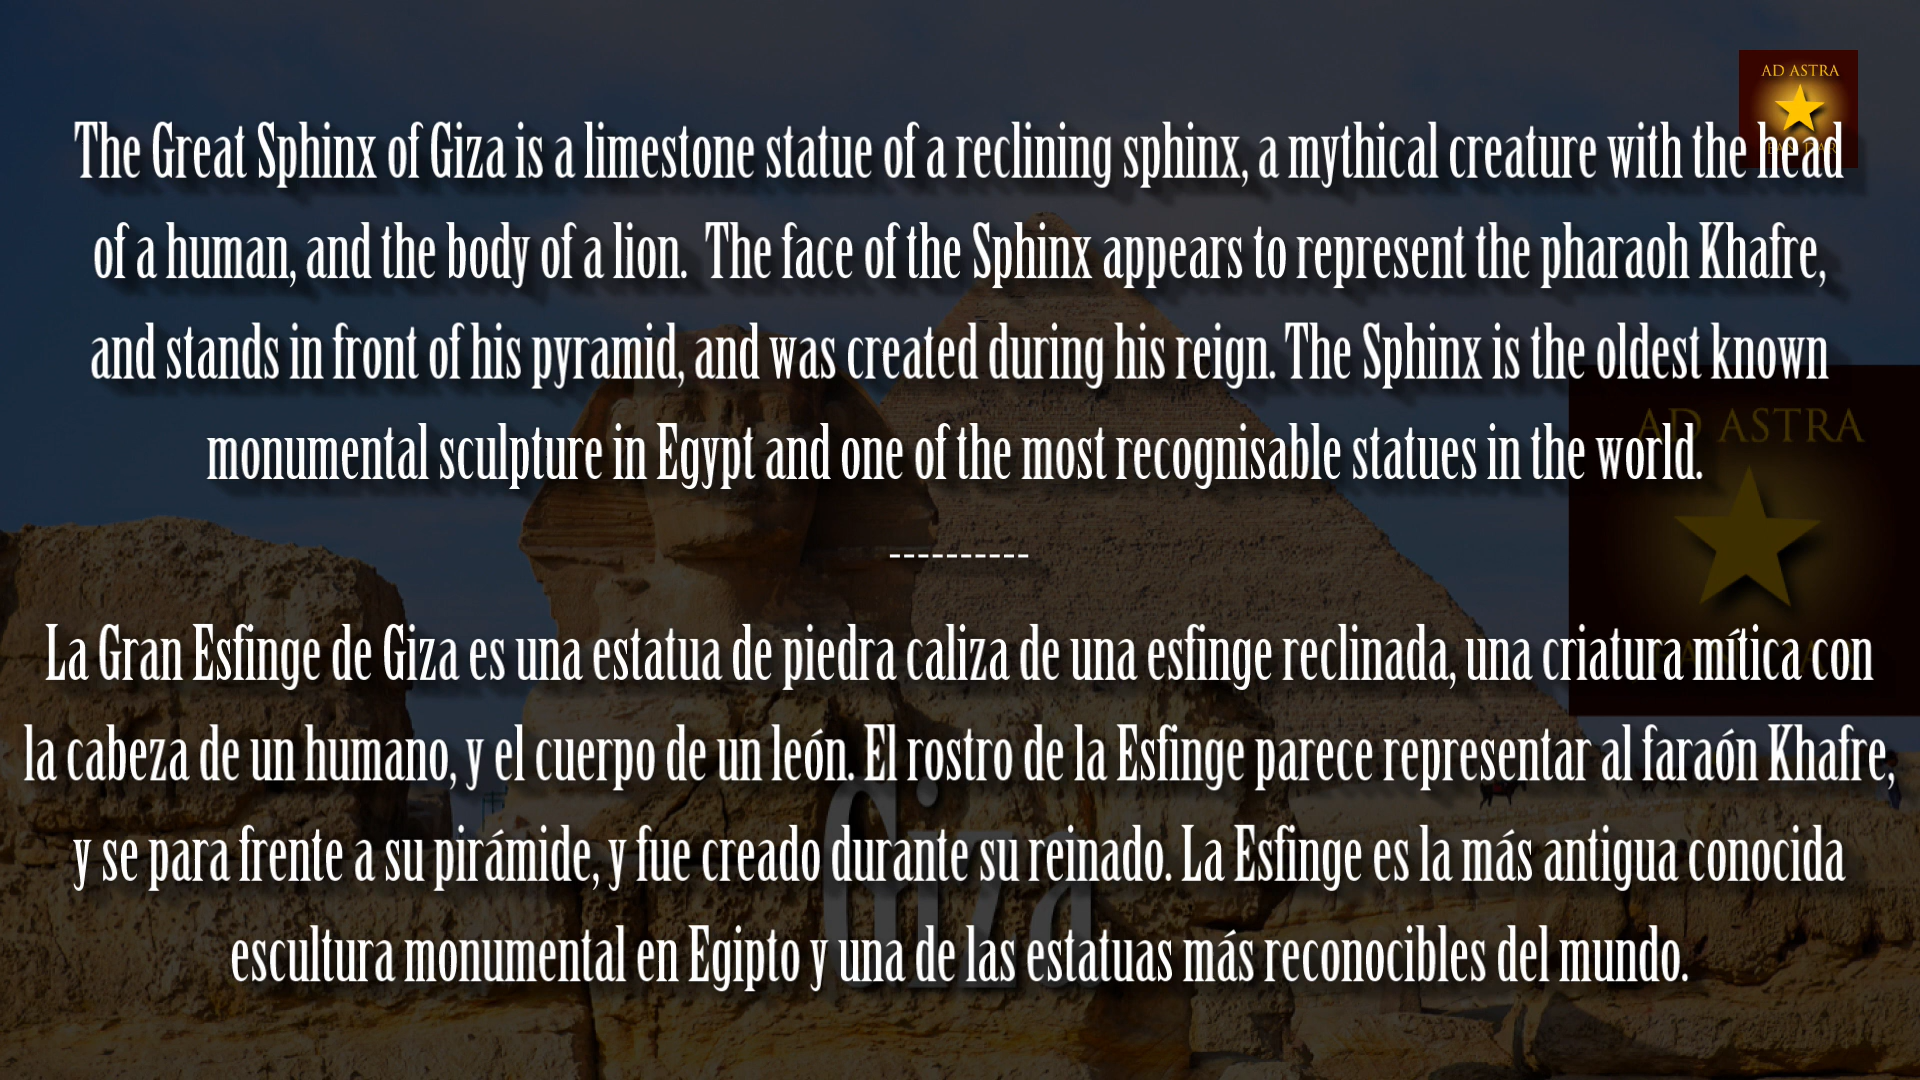 AD ASTRA
The Great Sphinx of Giza is a limestone statue of a reclining sphinx, a mythical creature with the head
of a human, and the body of a lion.  The face of the Sphinx appears to represent the pharaoh Khafre,
and stands in front of his pyramid, and was created during his reign. The Sphinx is the oldest known
monumental sculpture in Egypt and one of the most recognisable statues in the world.
AD ASTRA
----------
La Gran Esfinge de Giza es una estatua de piedra caliza de una esfinge reclinada, una criatura mítica con
la cabeza de un humano, y el cuerpo de un león. El rostro de la Esfinge parece representar al faraón Khafre,
y se para frente a su pirámide, y fue creado durante su reinado. La Esfinge es la más antigua conocida
Giza
escultura monumental en Egipto y una de las estatuas más reconocibles del mundo.